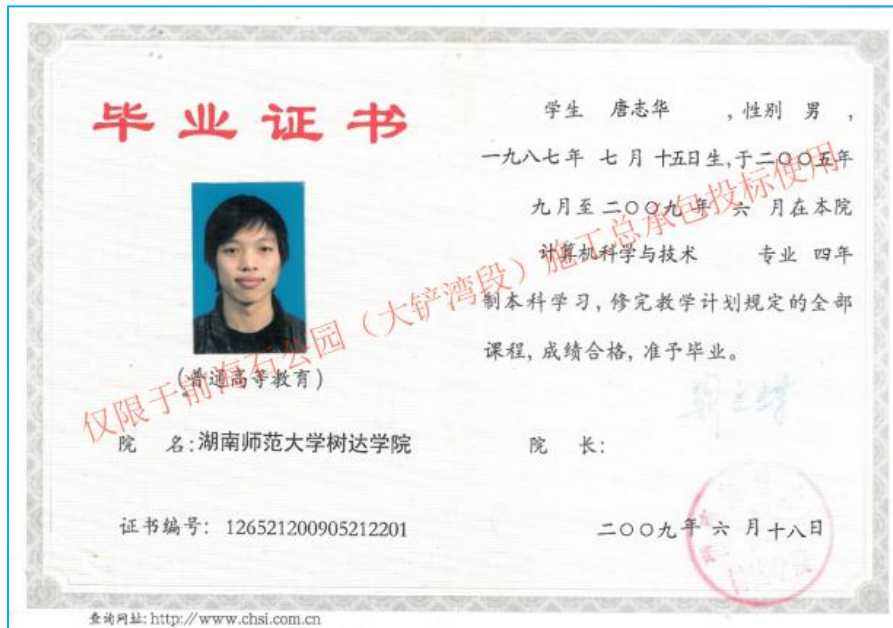 毕业证书
(普通高等教育)
院 名:湖南师范大学树达学院
证书编号: 126521200905212201
查询网址:http://www.chsi.com.cn
学生 唐志华 ,性别 男 ,
一九八七年 七 月 十五日生,于二〇〇五年
九月至 二〇〇九 年 六 月在本院
计算机科学与技术 专业 四年
制本科学习,修完教学计划规定的全部
课程,成绩合格,准予毕业。
院 长:
二〇〇九年 六 月 十八日
仅限于前海石公园(大铲湾段)施工总承包投标使用